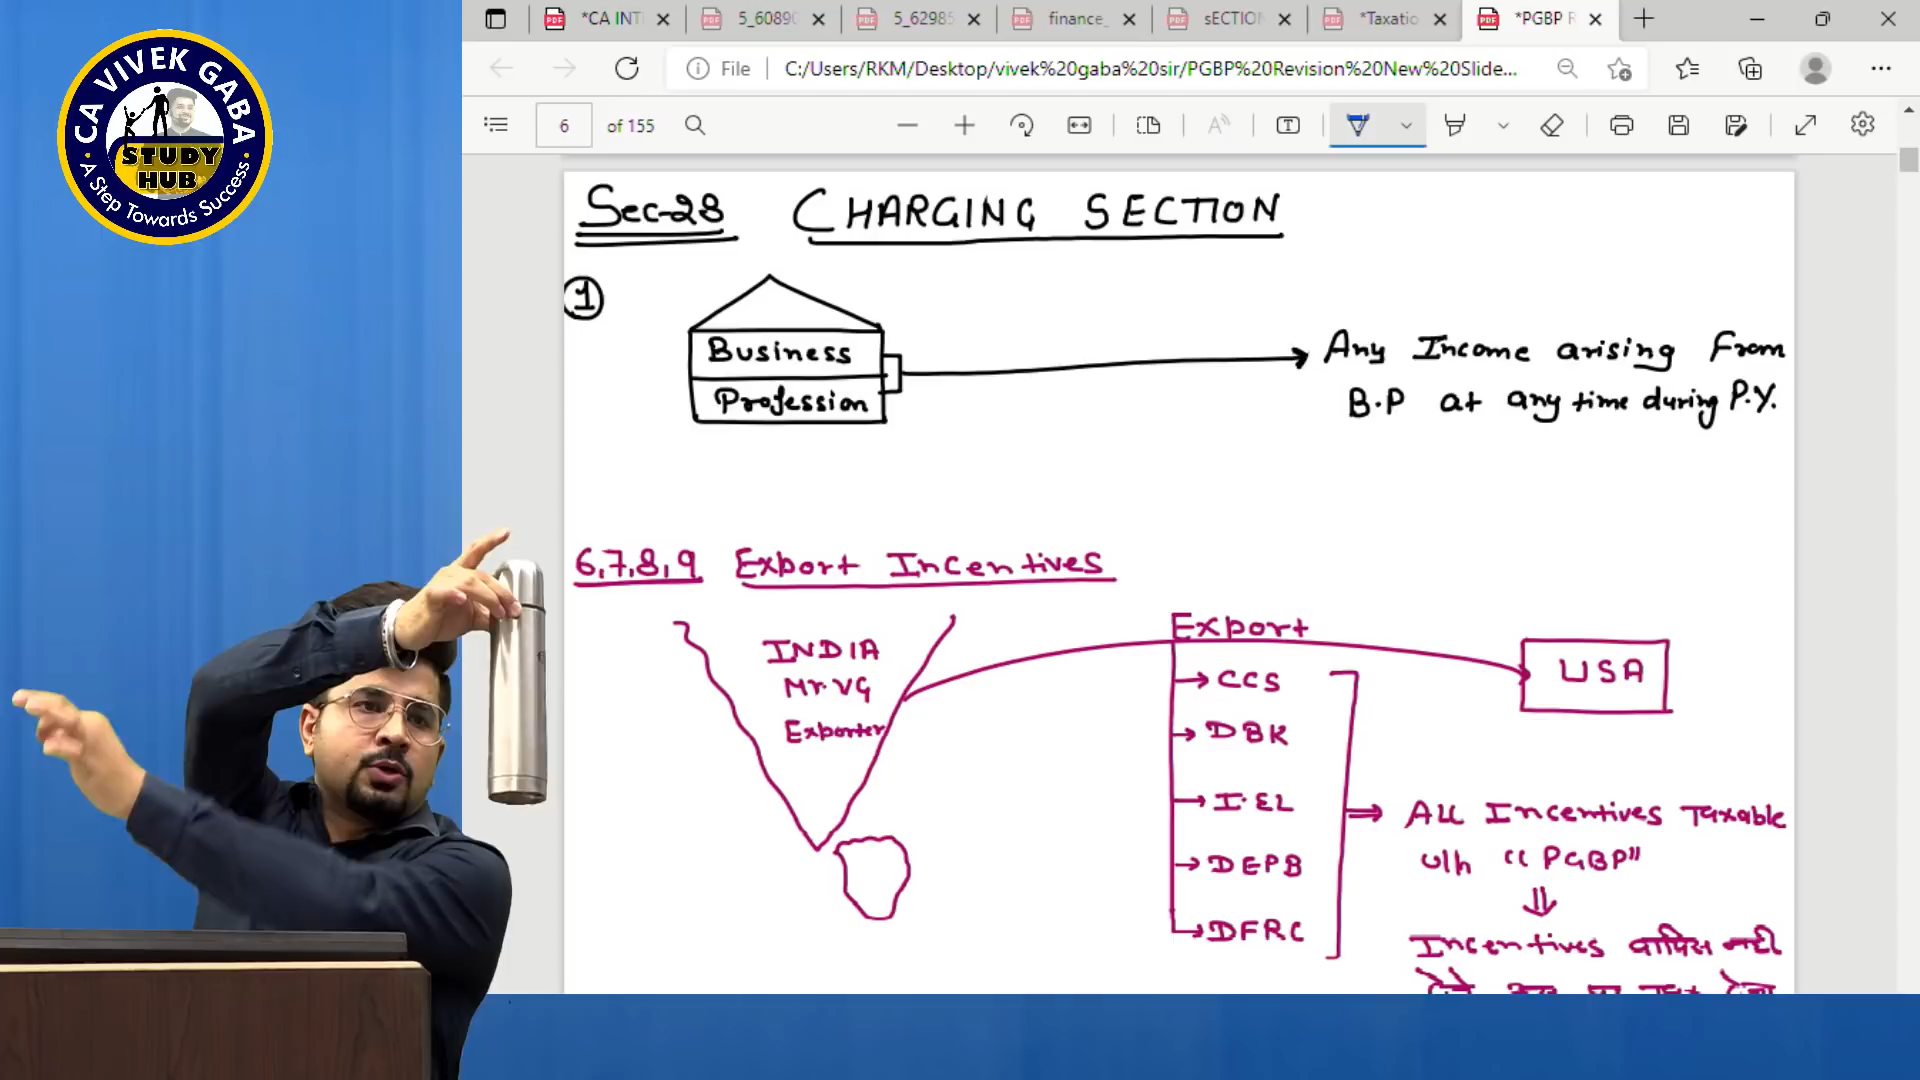 CA VIVEK GABA
STUDY
HUB
A Step Towards Success
*CA INT
5_6089
5_6298
finance_
sECTION
*Taxatio
*PGBP R
File
C:/Users/RKM/Desktop/vivek%20gaba%20sir/PGBP%20Revision%20New%20Slide...
6 of 155
Sec-28 CHARGING SECTION
1
Business
Profession
Any Income arising From
B.P at any time during P.Y.
6,7,8,9 Export Incentives
INDIA
Mr. VG
Exporter
Export
USA
CCS
DBK
I.EL
DEPB
DFRC
ALL Incentives Taxable
u/h "PGBP"
Incentives वापिस नही